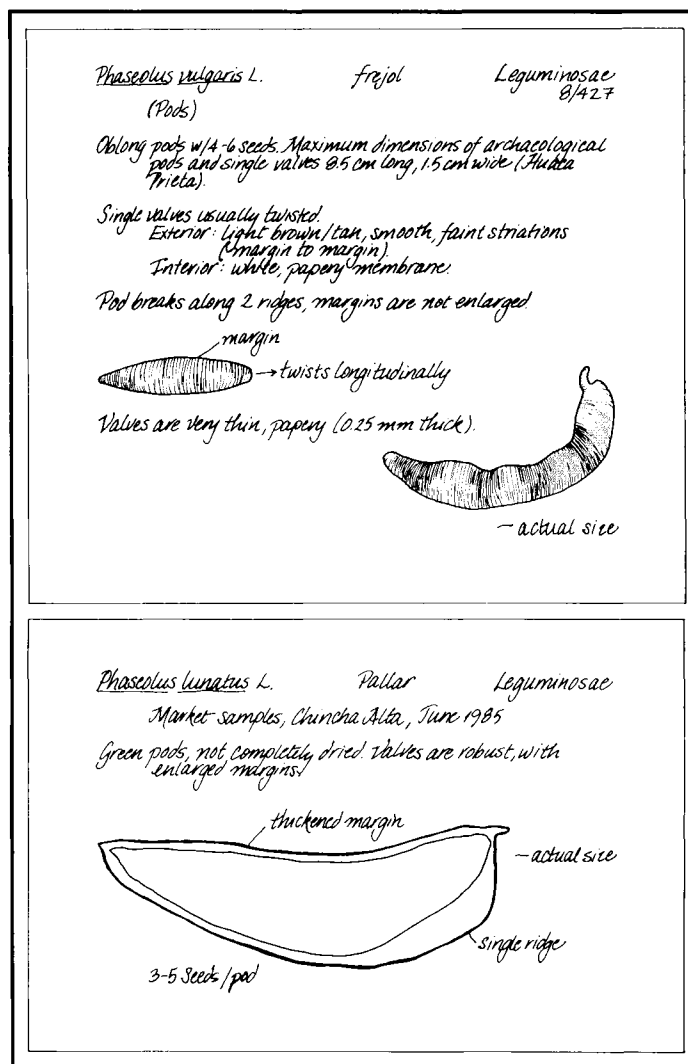 Phaseolus vulgaris L. frejol Leguminosae
8/427
(Pods)
Oblong pods w/4-6 seeds. Maximum dimensions of archaeological
pods and single valves 8.5 cm long, 1.5 cm wide (Huaca
Prieta).
Single valves usually twisted.
Exterior: light brown/tan, smooth, faint striations
(margin to margin).
Interior: white, papery membrane.
Pod breaks along 2 ridges, margins are not enlarged.
margin
→ twists longitudinally
Valves are very thin, papery (0.25 mm thick).
- actual size
Phaseolus lunatus L. Pallar Leguminosae
Market samples, Chincha Alta, June 1985
Green pods, not completely dried. Valves are robust, with
enlarged margins.
thickened margin
- actual size
single ridge
3-5 seeds/pod